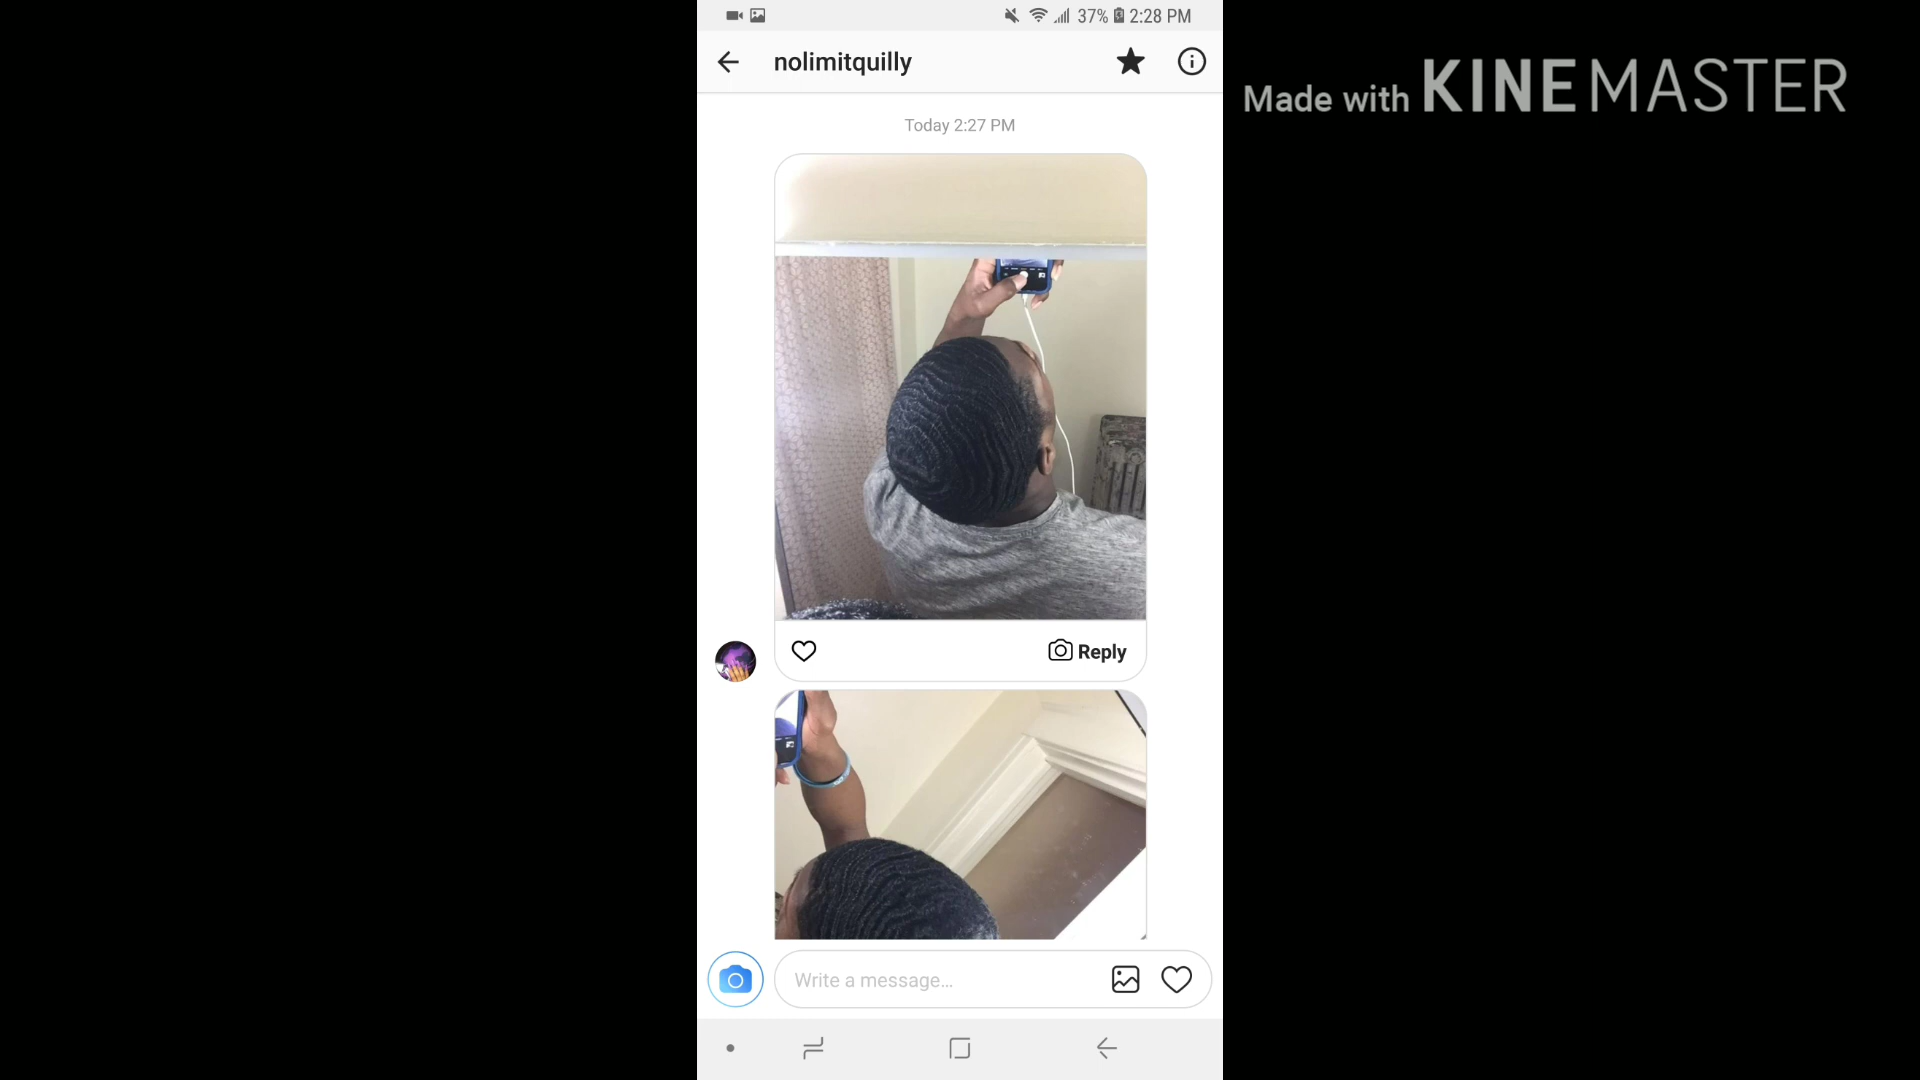 37% 2:28 PM
nolimitquilly
Made with KINEMASTER
Today 2:27 PM
Reply
Write a message...